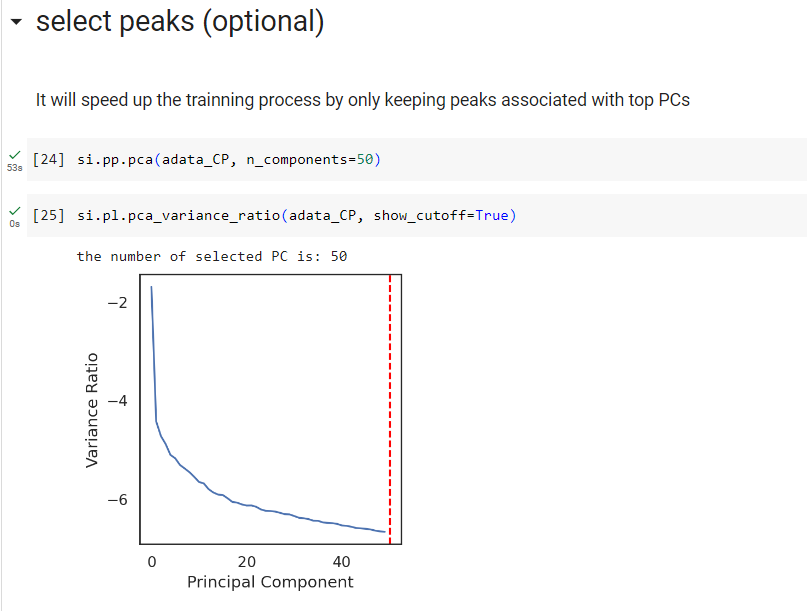 select peaks (optional)
It will speed up the trainning process by only keeping peaks associated with top PCs
[24] si.pp.pca(adata_CP, n_components=50)
53s
[25] si.pl.pca_variance_ratio(adata_CP, show_cutoff=True)
0s
the number of selected PC is: 50
−2
−4
−6
Variance Ratio
0 20 40
Principal Component